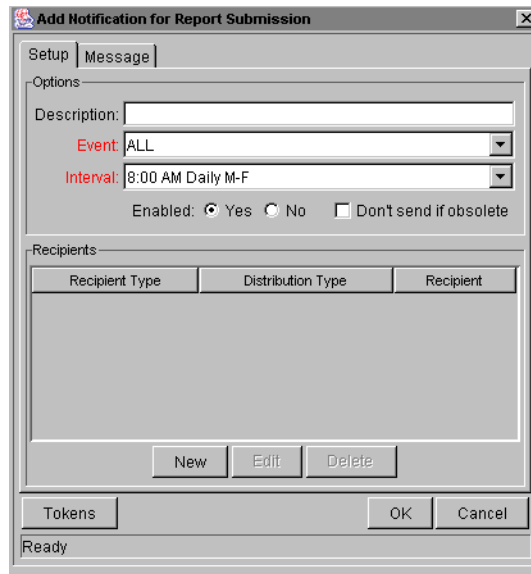 Add Notification for Report Submission
Setup Message
Options
Description:
Event: ALL
Interval: 8:00 AM Daily M-F
Enabled: Yes No Don't send if obsolete
Recipients
Recipient Type Distribution Type Recipient
New Edit Delete
Tokens OK Cancel
Ready